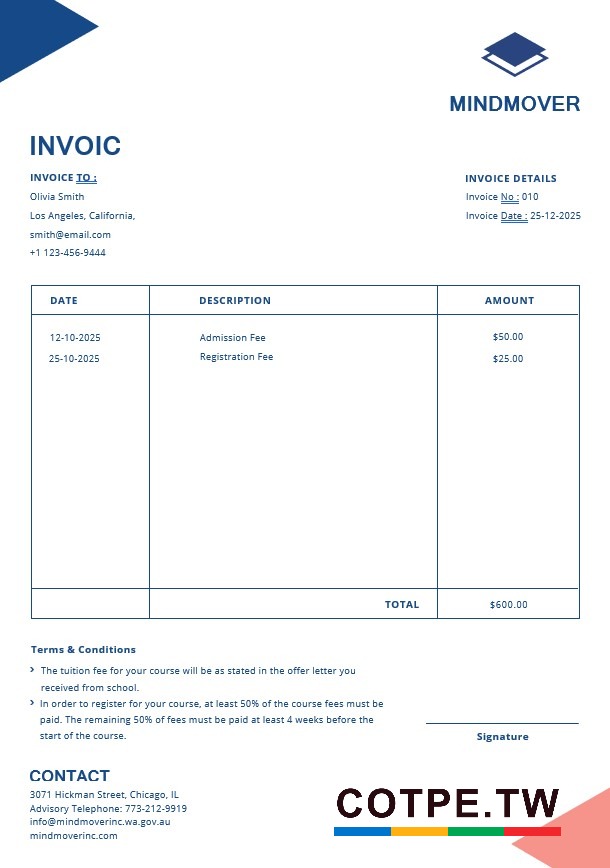 MINDMOVER
INVOIC
INVOICE TO :
Olivia Smith
Los Angeles, California,
smith@email.com
+1 123-456-9444
INVOICE DETAILS
Invoice No : 010
Invoice Date : 25-12-2025
DATE DESCRIPTION AMOUNT
12-10-2025 Admission Fee $50.00
25-10-2025 Registration Fee $25.00
TOTAL $600.00
Terms & Conditions
› The tuition fee for your course will be as stated in the offer letter you
received from school.
› In order to register for your course, at least 50% of the course fees must be
paid. The remaining 50% of fees must be paid at least 4 weeks before the
start of the course.
Signature
CONTACT
3071 Hickman Street, Chicago, IL
Advisory Telephone: 773-212-9919
info@mindmoverinc.wa.gov.au
mindmoverinc.com
COTPE.TW